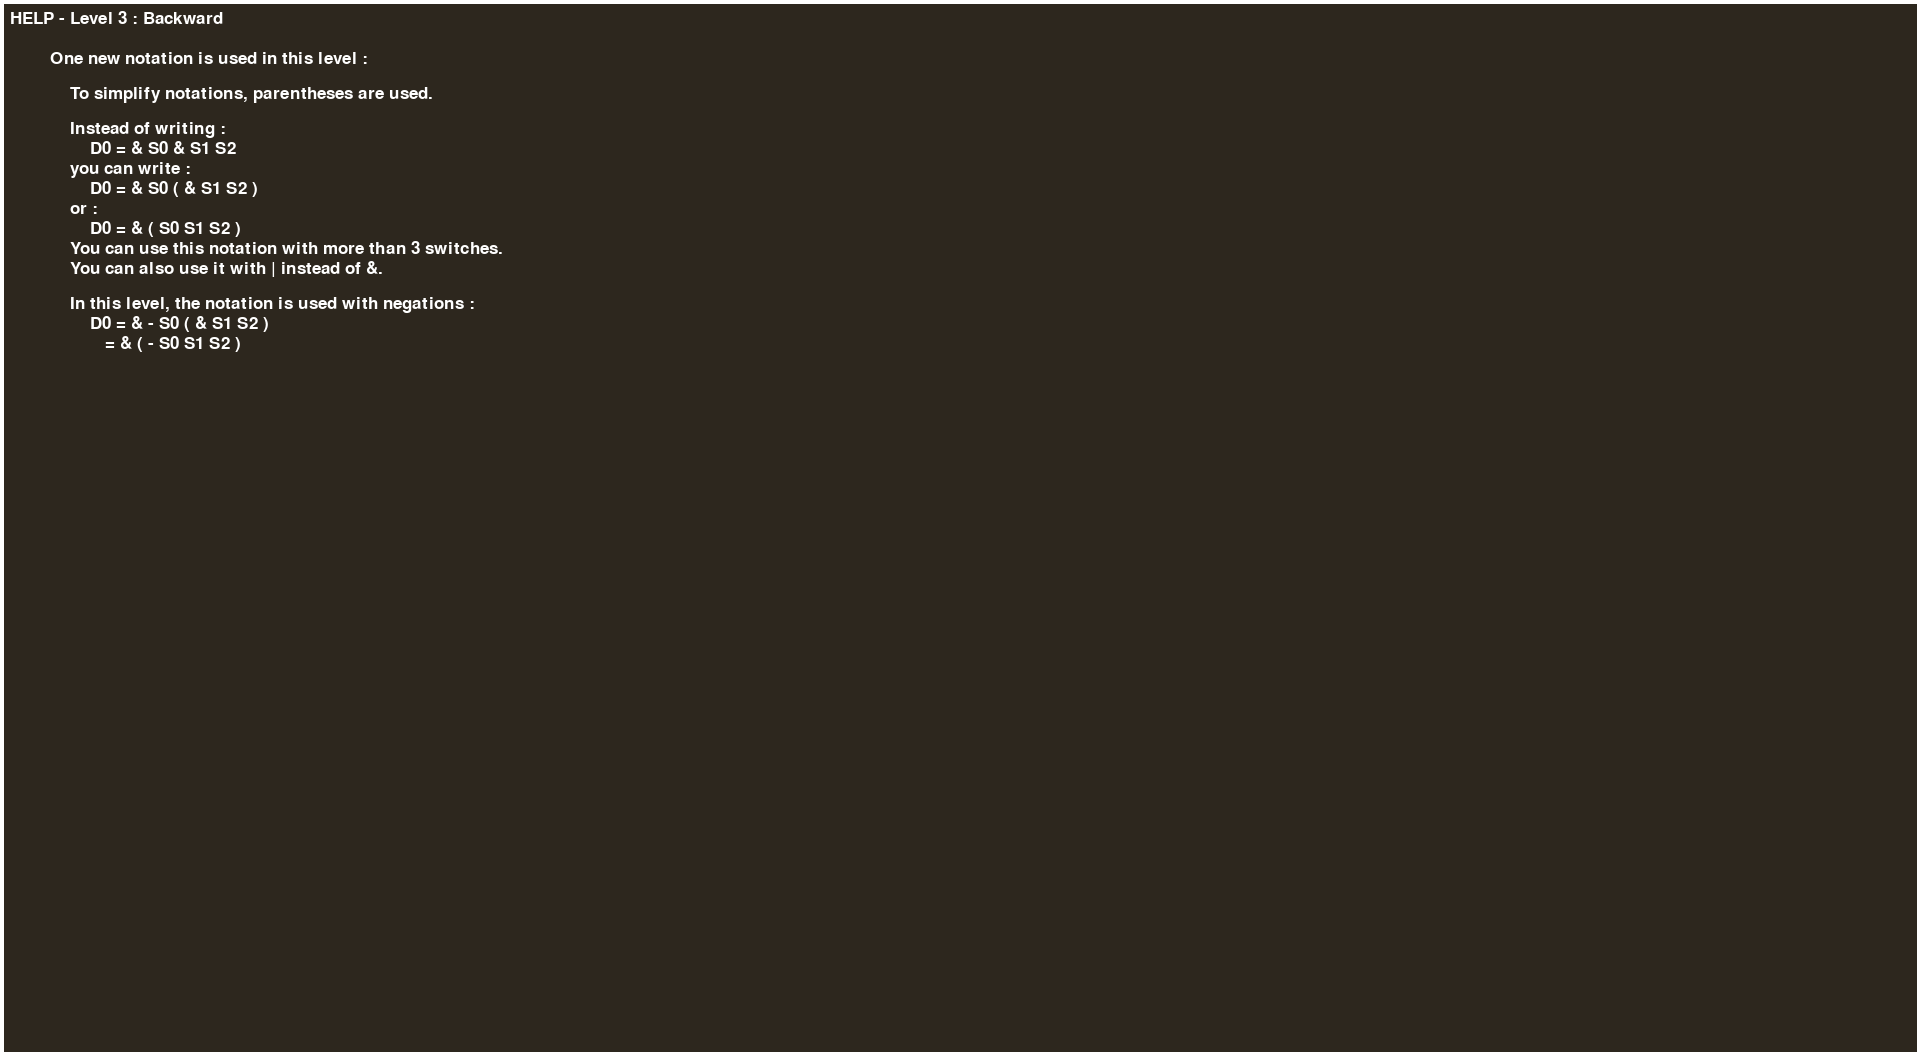 HELP - Level 3 : Backward
One new notation is used in this level :
To simplify notations, parentheses are used.
Instead of writing :
D0 = & S0 & S1 S2
you can write :
D0 = & S0 ( & S1 S2 )
or :
D0 = & ( S0 S1 S2 )
You can use this notation with more than 3 switches.
You can also use it with | instead of &.
In this level, the notation is used with negations :
D0 = & - S0 ( & S1 S2 )
= & ( - S0 S1 S2 )